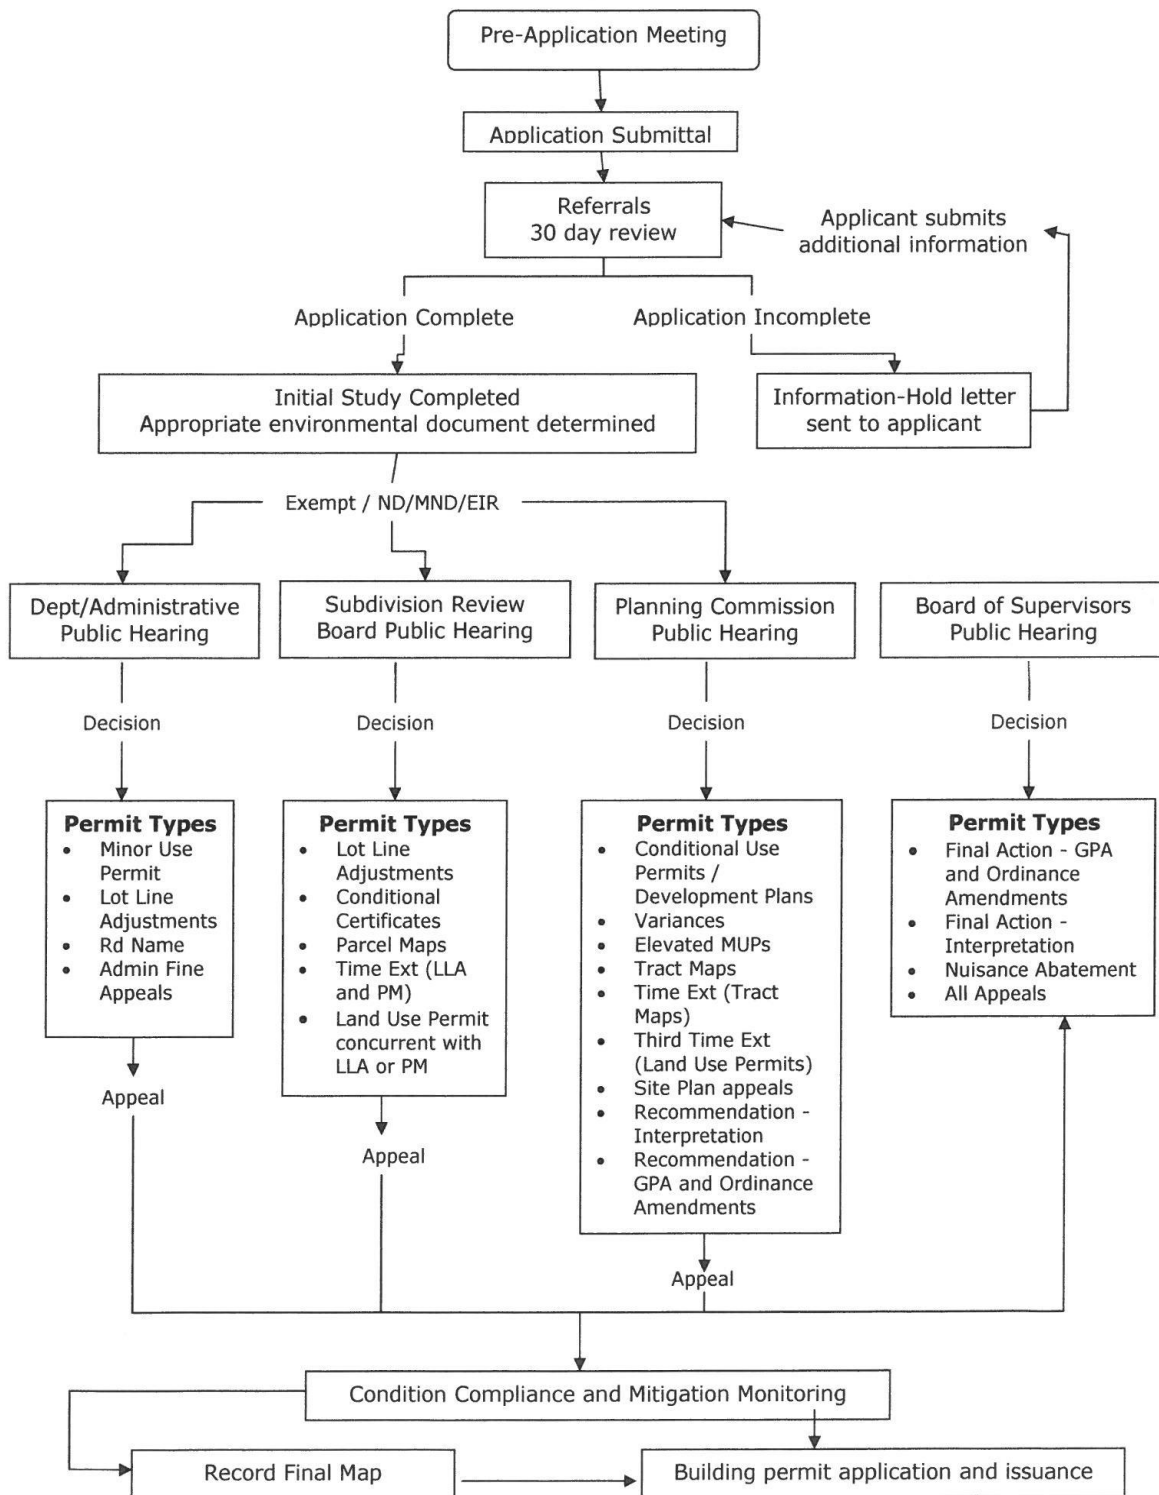 Pre-Application Meeting
Application Submittal
Referrals
30 day review
Applicant submits
additional information
Application Complete
Application Incomplete
Initial Study Completed
Appropriate environmental document determined
Information-Hold letter
sent to applicant
Exempt / ND/MND/EIR
Dept/Administrative
Public Hearing
Subdivision Review
Board Public Hearing
Planning Commission
Public Hearing
Board of Supervisors
Public Hearing
Decision
Decision
Decision
Decision
Permit Types
• Minor Use
Permit
• Lot Line
Adjustments
• Rd Name
• Admin Fine
Appeals
Permit Types
• Lot Line
Adjustments
• Conditional
Certificates
• Parcel Maps
• Time Ext (LLA
and PM)
• Land Use Permit
concurrent with
LLA or PM
Permit Types
• Conditional Use
Permits /
Development Plans
• Variances
• Elevated MUPs
• Tract Maps
• Time Ext (Tract
Maps)
• Third Time Ext
(Land Use Permits)
• Site Plan appeals
• Recommendation -
Interpretation
• Recommendation -
GPA and Ordinance
Amendments
Permit Types
• Final Action - GPA
and Ordinance
Amendments
• Final Action -
Interpretation
• Nuisance Abatement
• All Appeals
Appeal
Appeal
Appeal
Condition Compliance and Mitigation Monitoring
Record Final Map
Building permit application and issuance